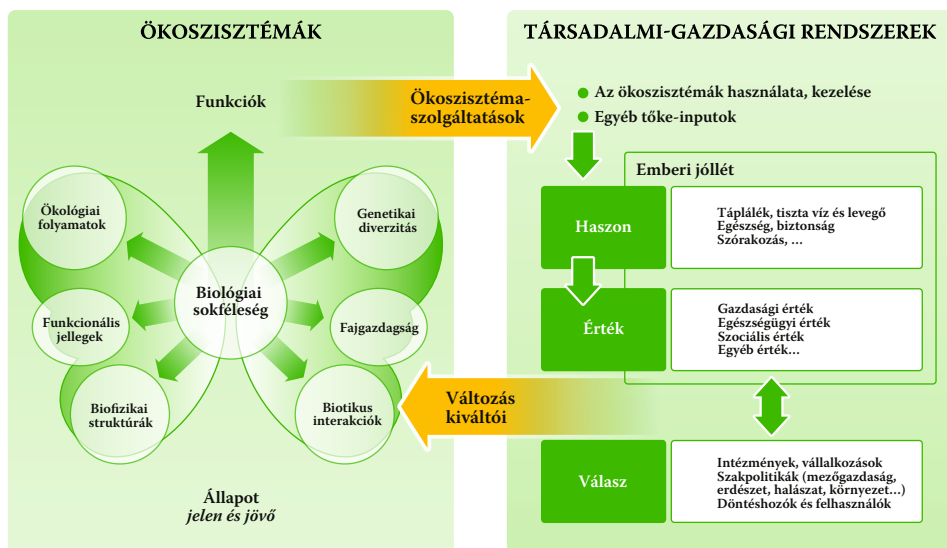 ÖKOSZISZTÉMÁK
Funkciók
Ökológiai
folyamatok
Genetikai
diverzitás
Biológiai
sokféleség
Funkcionális
jellegek
Fajgazdagság
Biofizikai
struktúrák
Biotikus
interakciók
Állapot
jelen és jövő
Ökoszisztéma-
szolgáltatások
Változás
kiváltói
TÁRSADALMI-GAZDASÁGI RENDSZEREK
Az ökoszisztémák használata, kezelése
Egyéb tőke-inputok
Emberi jóllét
Haszon
Táplálék, tiszta víz és levegő
Egészség, biztonság
Szórakozás, ...
Érték
Gazdasági érték
Egészségügyi érték
Szociális érték
Egyéb érték...
Válasz
Intézmények, vállalkozások
Szakpolitikák (mezőgazdaság,
erdészet, halászat, környezet...)
Döntéshozók és felhasználók